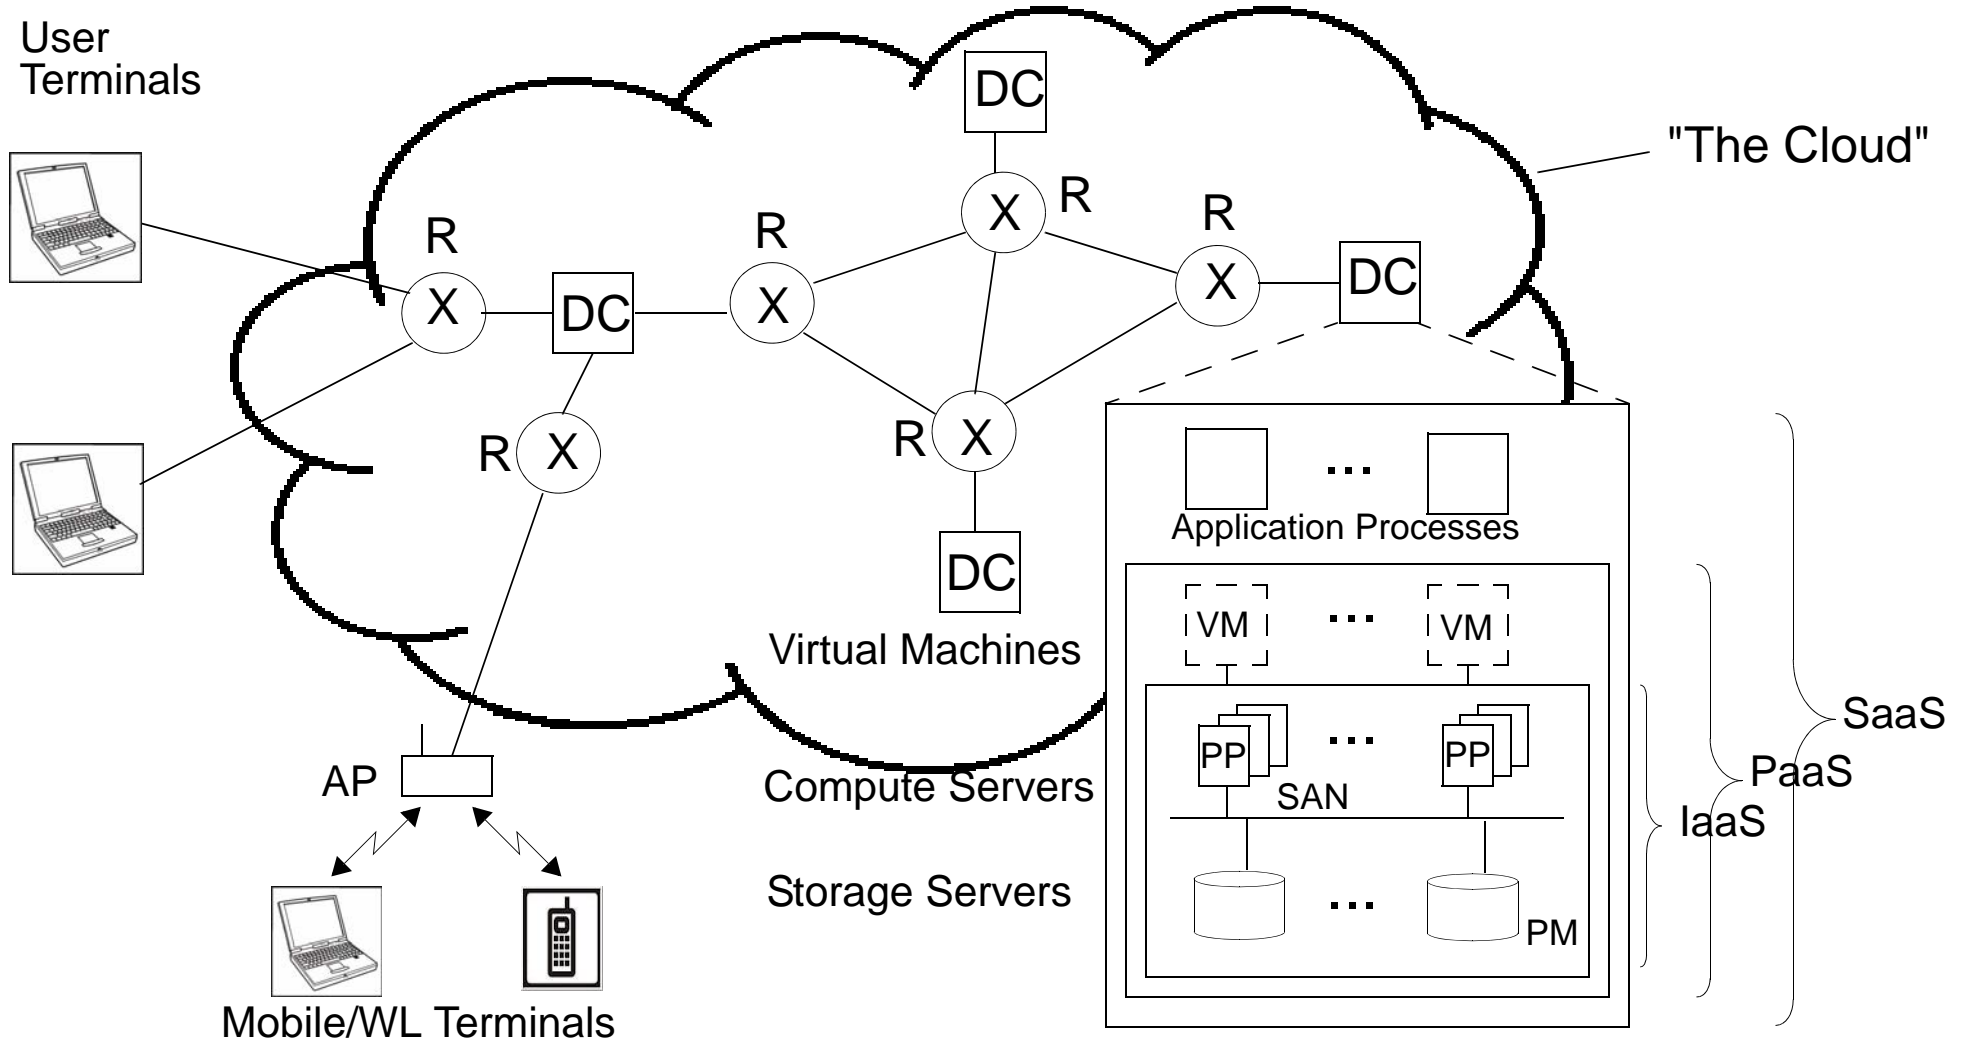 User
Terminals
DC
"The Cloud"
R
X
R
X
R
X
R
X
DC
DC
R
X
R
X
DC
...
Application Processes
VM
...
VM
Virtual Machines
PP
...
PP
SaaS
PaaS
AP
Compute Servers
SAN
IaaS
Storage Servers
...
PM
Mobile/WL Terminals